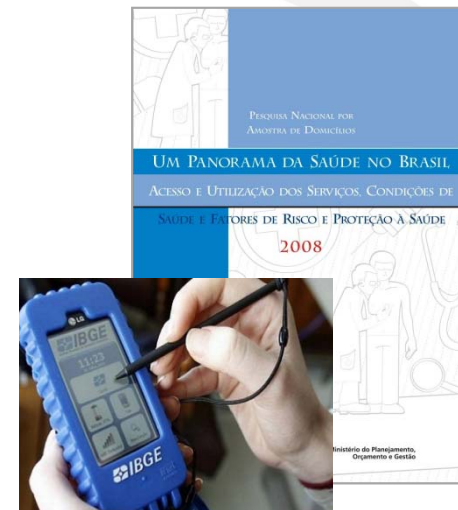 Pesquisa Nacional por
Amostra de Domicílios
Um Panorama da Saúde no Brasil
Acesso e Utilização dos Serviços, Condições de
Saúde e Fatores de Risco e Proteção à Saúde
2008
Ministério do Planejamento,
Orçamento e Gestão
LG
IBGE
11:23
IBGE